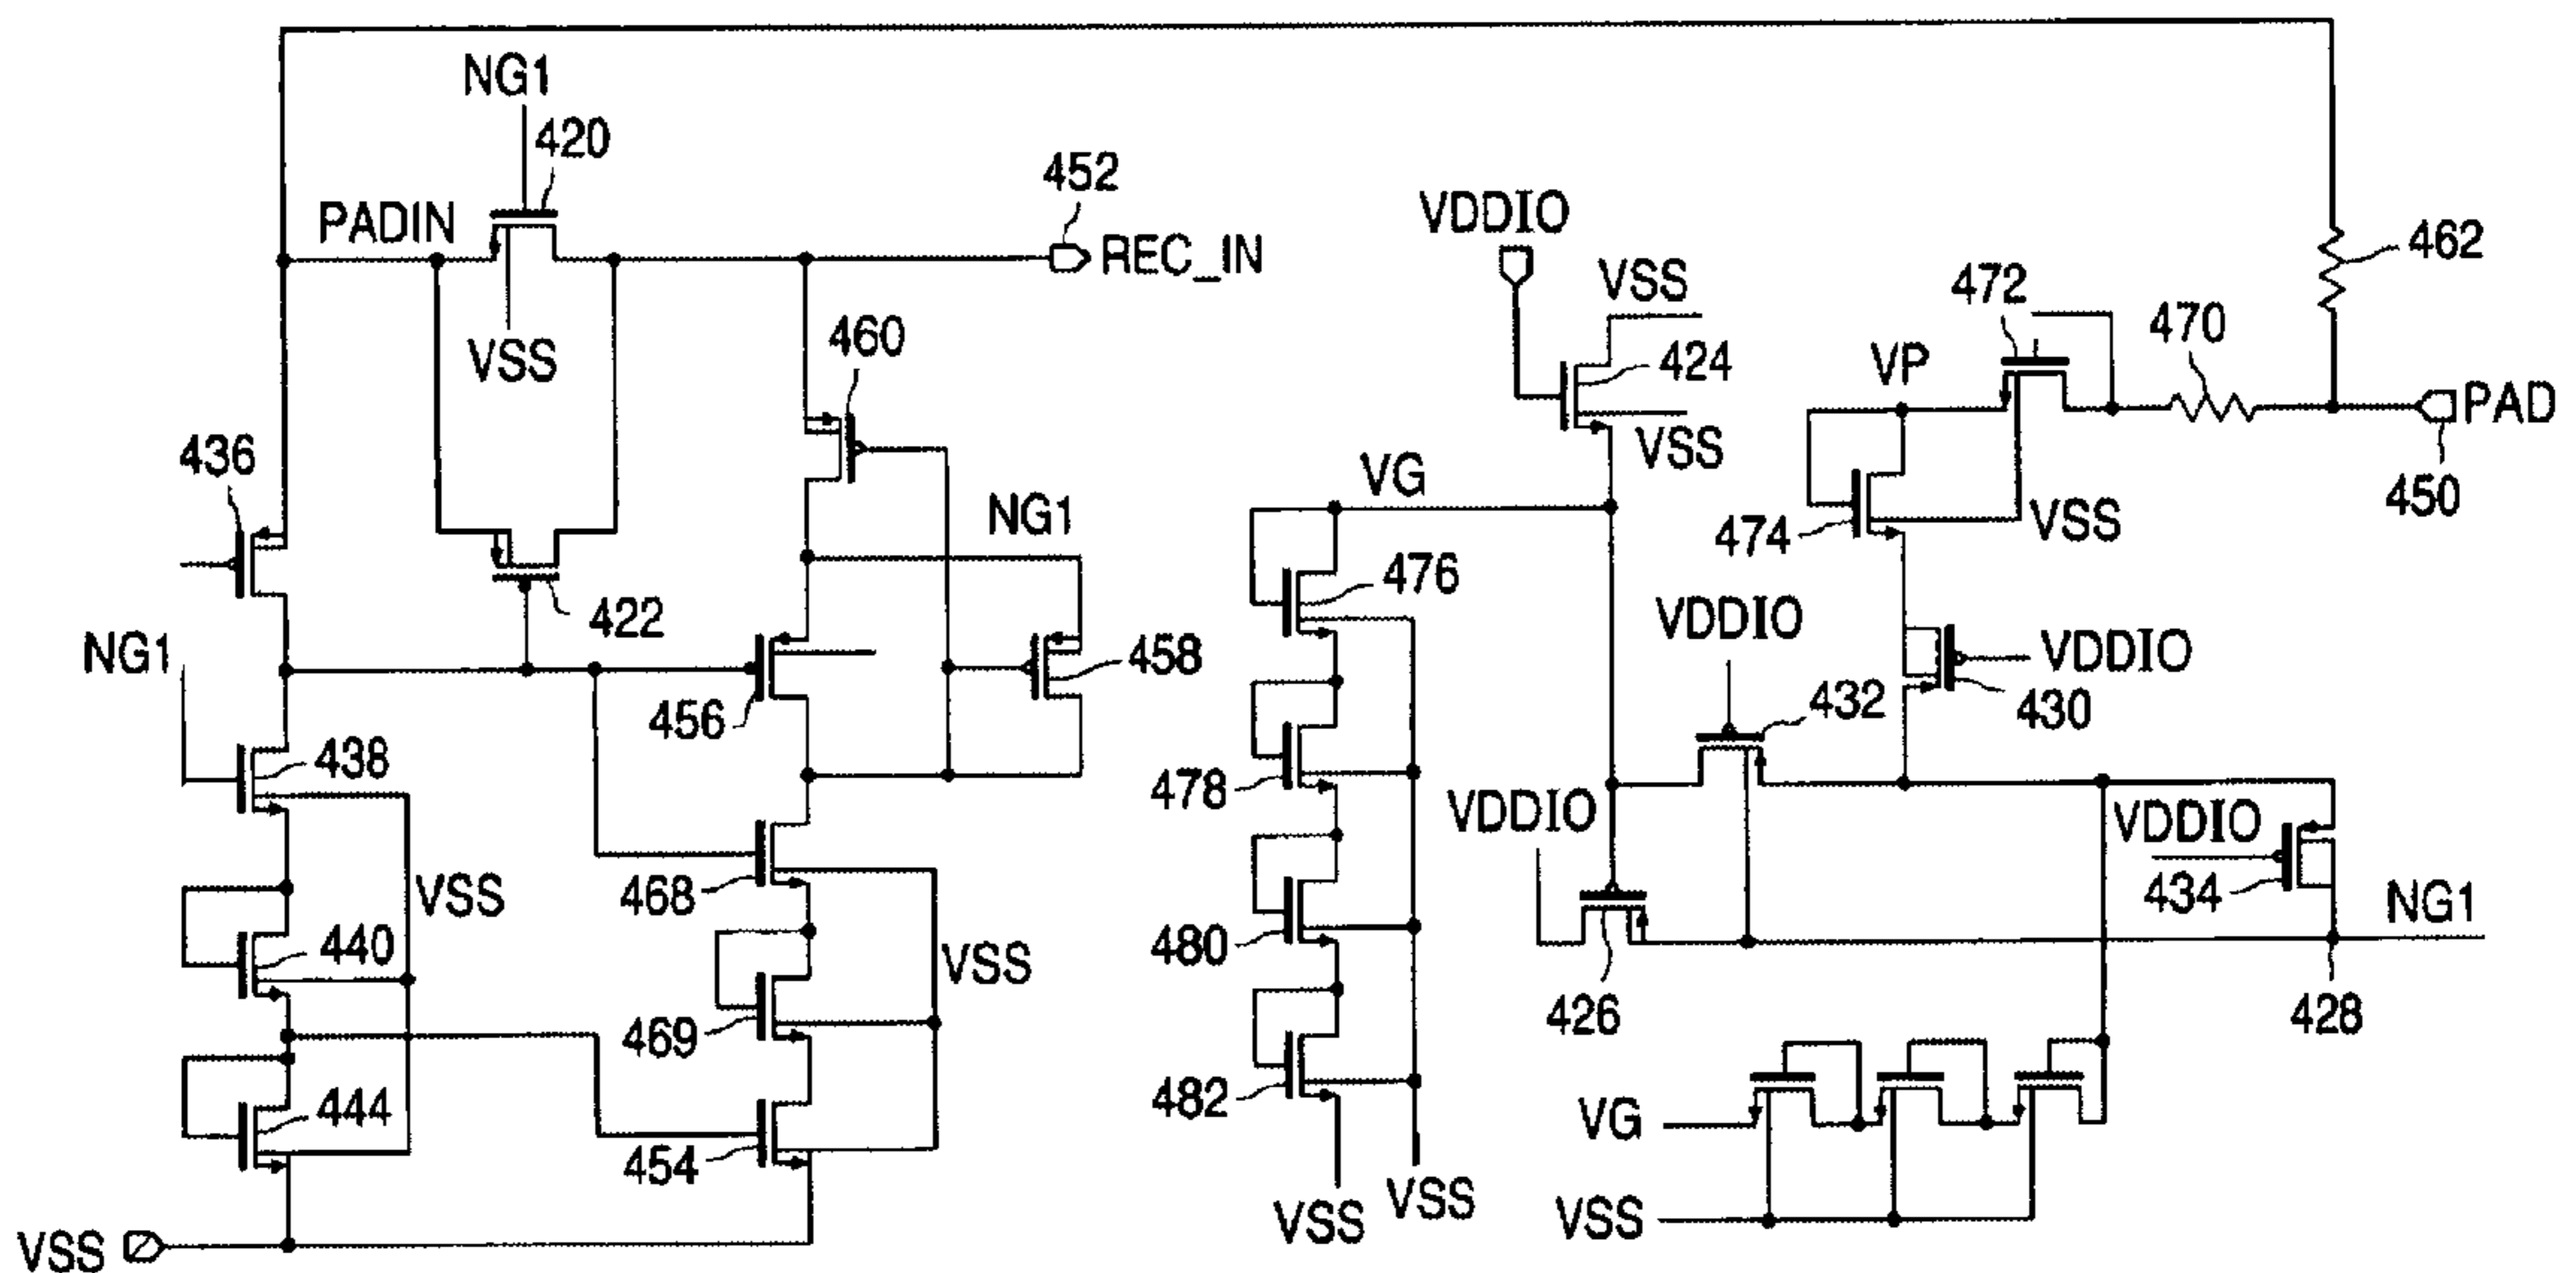 NG1
420
PADIN
VSS
452
REC_IN
460
436
422
NG1
NG1
456
458
438
468
VSS
440
469
VSS
444
454
VSS
VDDIO
VSS
424
VSS
VG
476
478
480
482
VSS
VSS
VDDIO
426
VDDIO
432
VP
472
470
462
PAD
450
474
VSS
VDDIO
430
VDDIO
434
NG1
428
VG
VSS